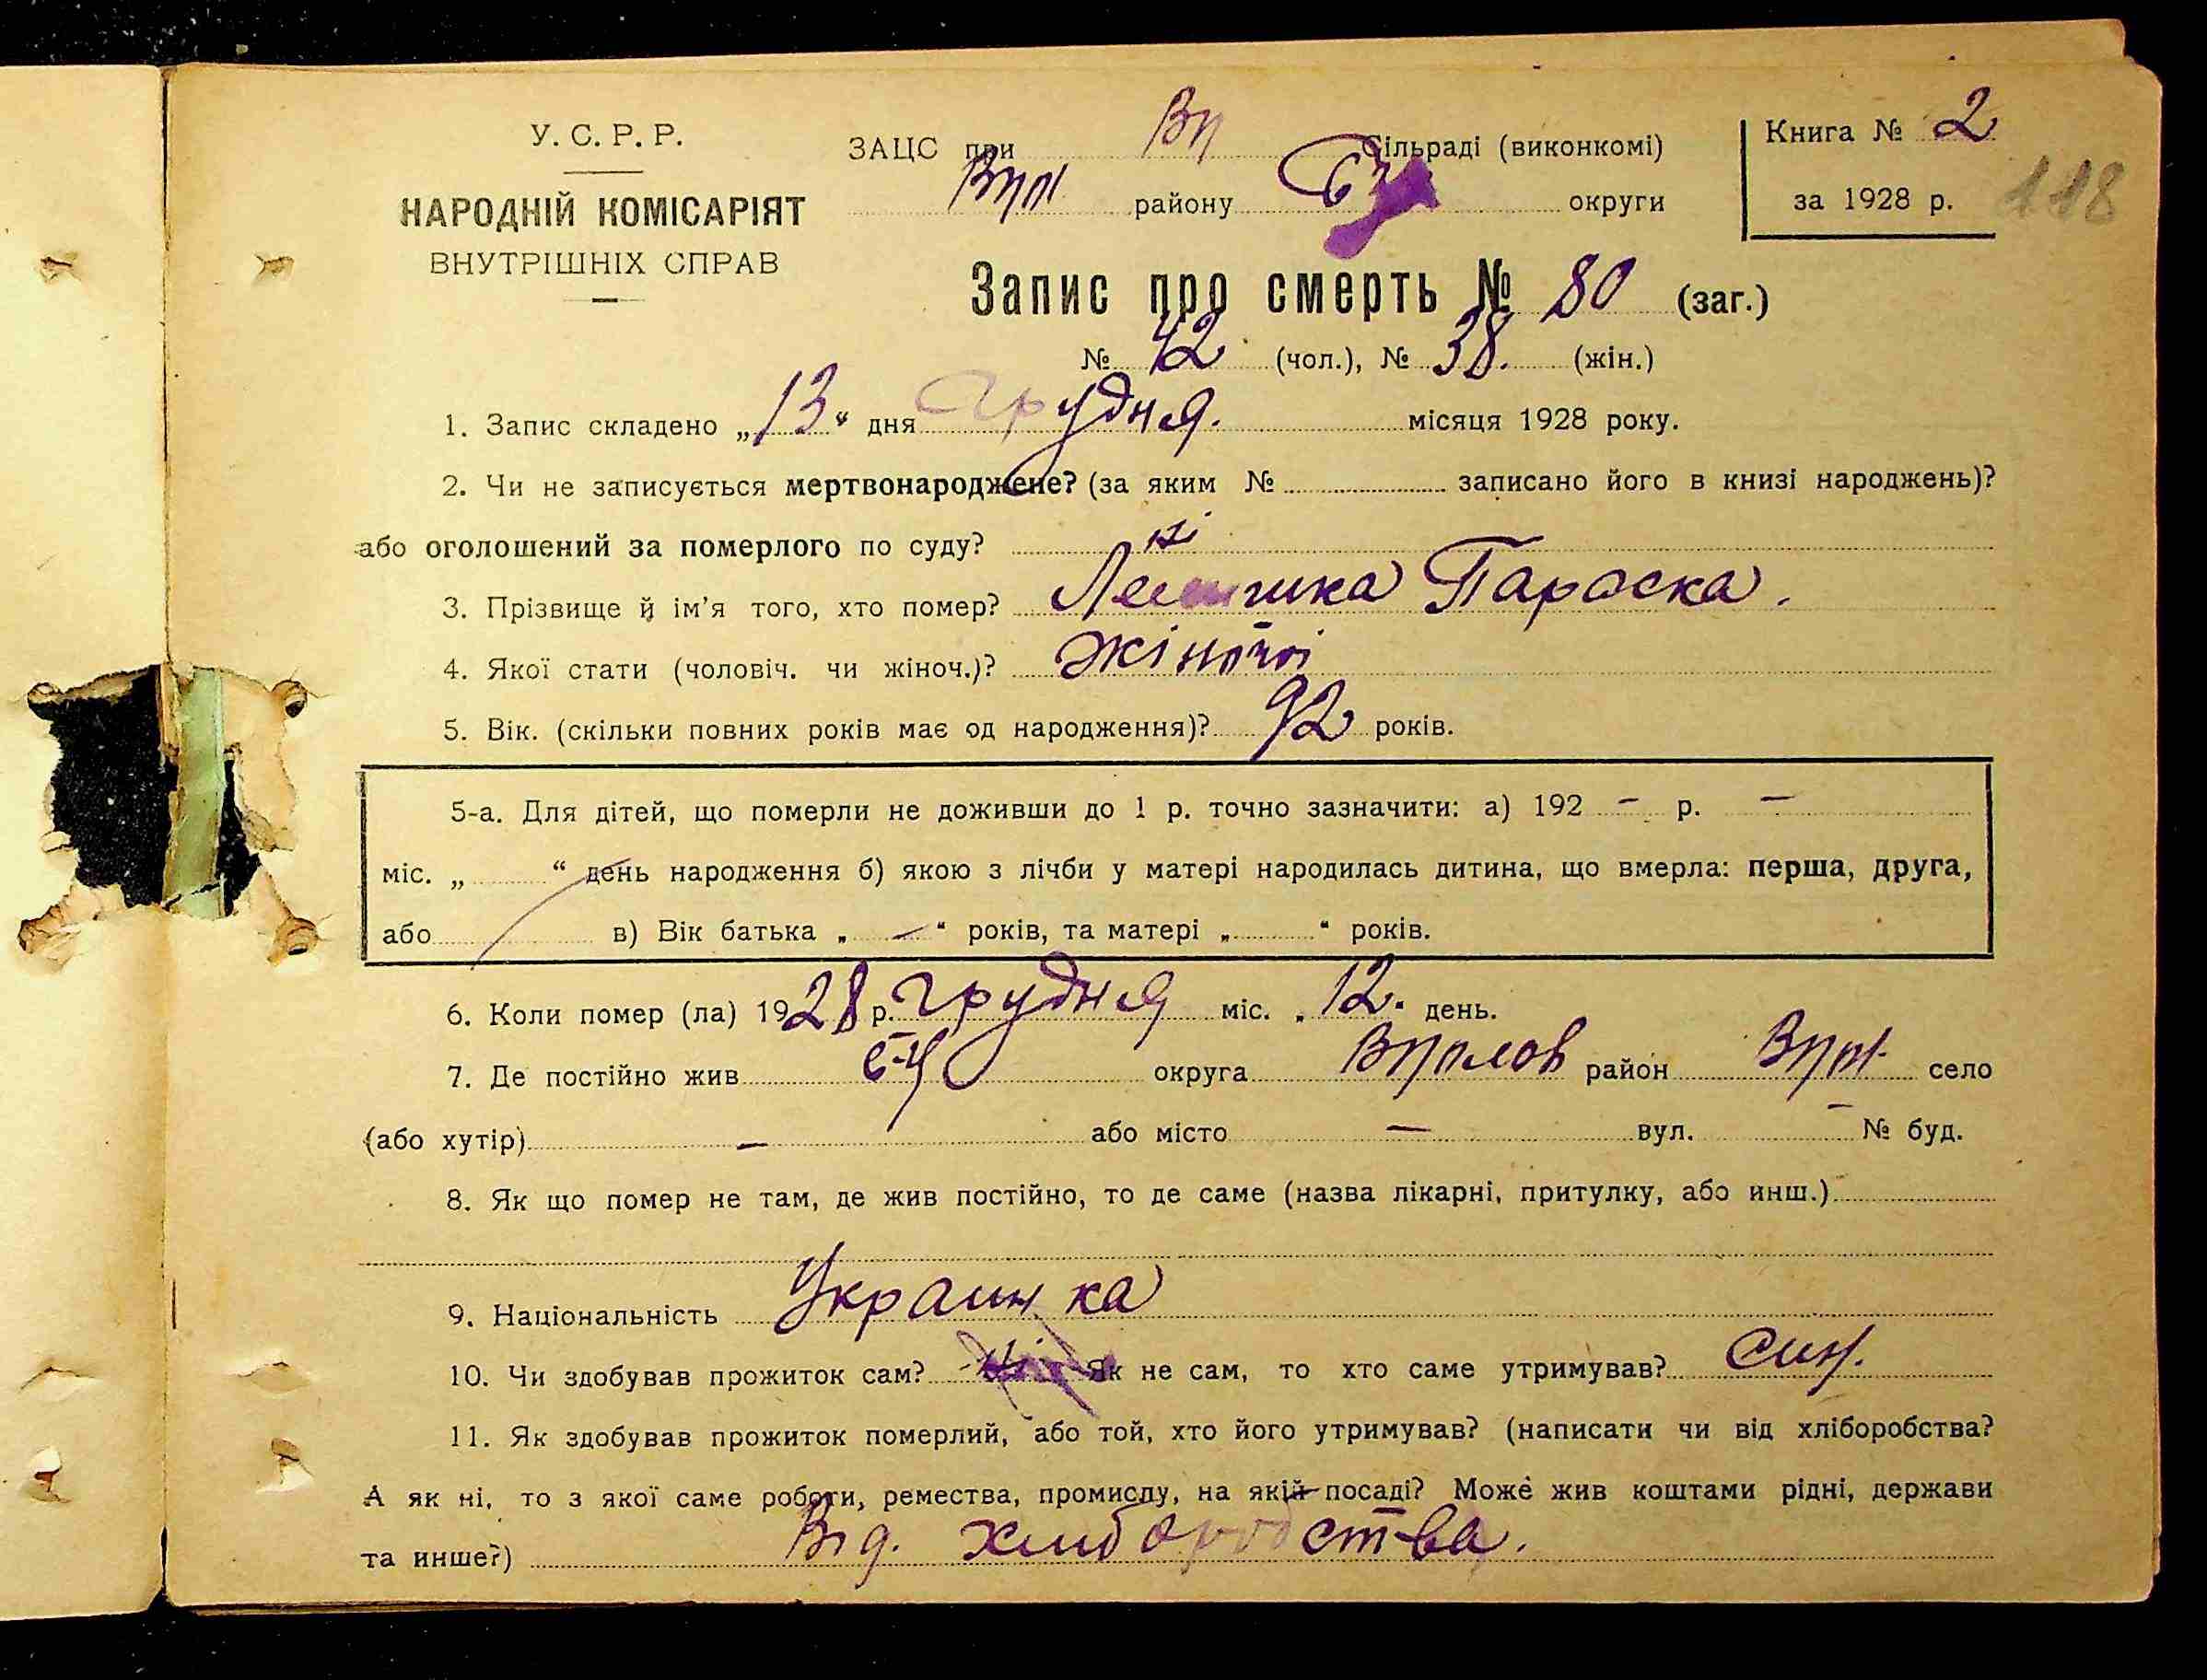 У. С. Р. Р.
НАРОДНІЙ КОМІСАРІЯТ
ВНУТРІШНІХ СПРАВ
ЗАЦС при Вп Сільраді (виконкомі)
району округи
Книга № 2
за 1928 р.
118
Запис про смерть № 80 (заг.)
№ 42 (чол.), № 38. (жін.)
1. Запис складено „13“ дня Грудня. місяця 1928 року.
2. Чи не записується мертвонароджене? (за яким № записано його в книзі народжень)?
або оголошений за померлого по суду? ні
3. Прізвище й ім’я того, хто помер? Параска.
4. Якої стати (чоловіч. чи жіноч.)? Жіночоі
5. Вік. (скільки повних років має од народження)? 92 років.
5-а. Для дітей, що померли не доживши до 1 р. точно зазначити: а) 192 – р. –
міс. „ “ день народження б) якою з лічби у матері народилась дитина, що вмерла: перша, друга,
або в) Вік батька „ – “ років, та матері „ “ років.
6. Коли помер (ла) 1928 р. Грудня міс. „12“ день.
7. Де постійно жив округа район село
(або хутір) – або місто – вул. – № буд.
8. Як що помер не там, де жив постійно, то де саме (назва лікарні, притулку, або инш.)
9. Національність Украинка
10. Чи здобував прожиток сам? Як не сам, то хто саме утримував? Син.
11. Як здобував прожиток померлий, або той, хто його утримував? (написати чи від хліборобства?
А як ні, то з якої саме роботи, ремества, промислу, на якій посаді? Може жив коштами рідні, держави
та инше?) Від. хлиборобства.